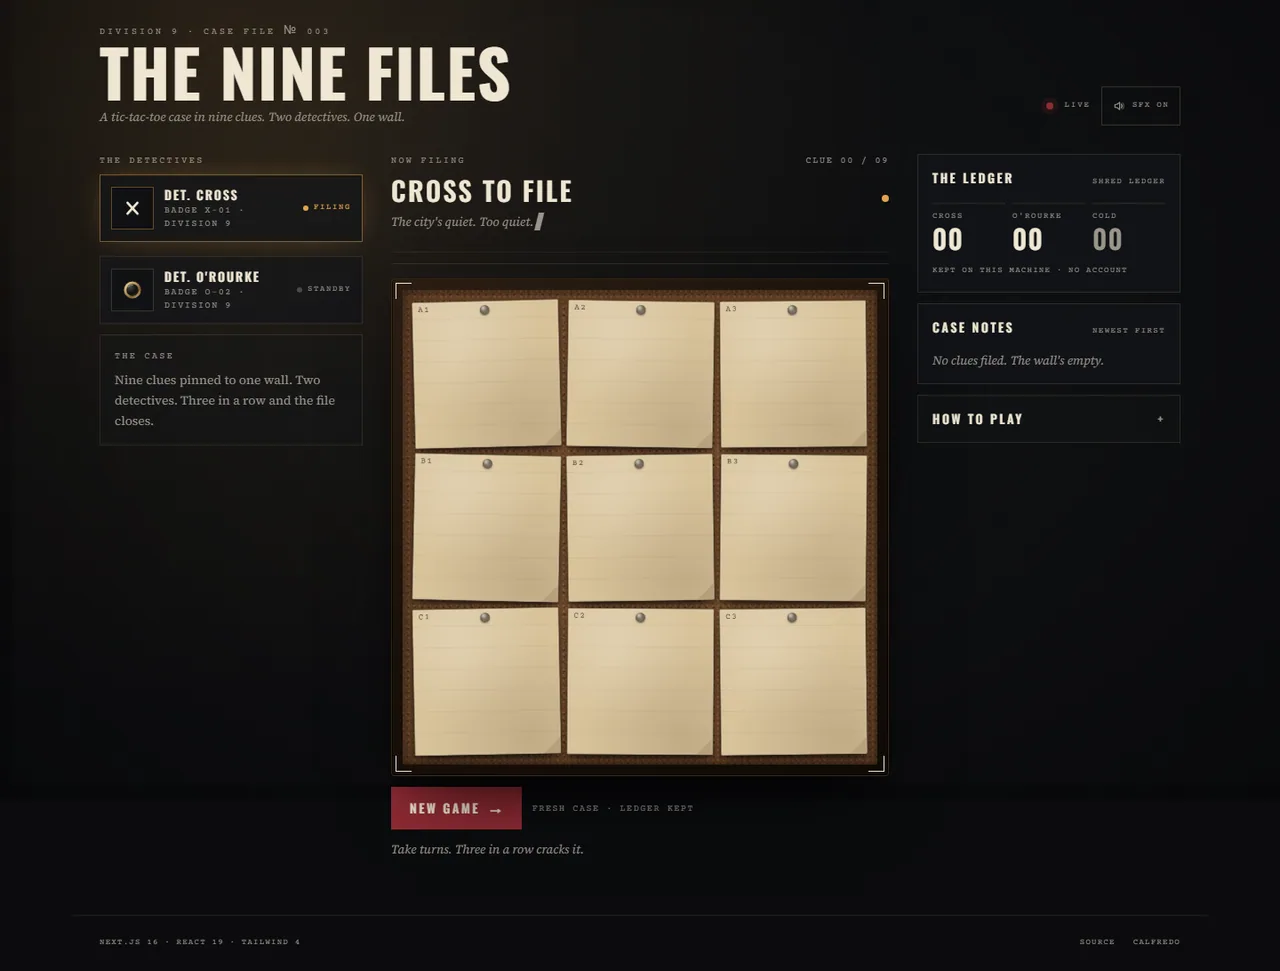 DIVISION 9 · CASE FILE № 003
THE NINE FILES
A tic-tac-toe case in nine clues. Two detectives. One wall.
LIVE
SFX ON
THE DETECTIVES
DET. CROSS
BADGE X-01 ·
DIVISION 9
FILING
DET. O'ROURKE
BADGE O-02 ·
DIVISION 9
STANDBY
THE CASE
Nine clues pinned to one wall. Two
detectives. Three in a row and the file
closes.
NOW FILING
CLUE 00 / 09
CROSS TO FILE
The city's quiet. Too quiet.
A1
A2
A3
B1
B2
B3
C1
C2
C3
NEW GAME →
FRESH CASE · LEDGER KEPT
Take turns. Three in a row cracks it.
THE LEDGER
SHRED LEDGER
CROSS
O'ROURKE
COLD
00
00
00
KEPT ON THIS MACHINE · NO ACCOUNT
CASE NOTES
NEWEST FIRST
No clues filed. The wall's empty.
HOW TO PLAY
+
NEXT.JS 16 · REACT 19 · TAILWIND 4
SOURCE
CALFREDO